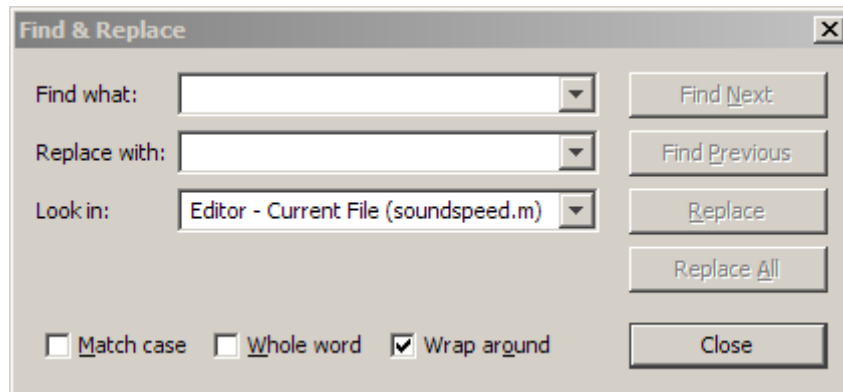 Find & Replace
Find what:
Find Next
Replace with:
Find Previous
Look in:
Editor - Current File (soundspeed.m)
Replace
Replace All
Match case
Whole word
Wrap around
Close